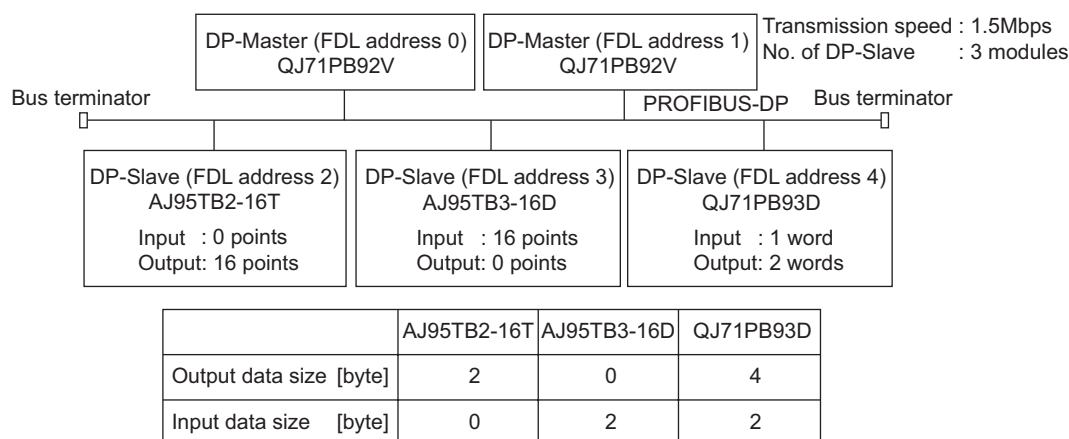 DP-Master (FDL address 0)
QJ71PB92V
DP-Master (FDL address 1)
QJ71PB92V
Transmission speed : 1.5Mbps
No. of DP-Slave : 3 modules
Bus terminator
PROFIBUS-DP
Bus terminator
DP-Slave (FDL address 2)
AJ95TB2-16T
Input : 0 points
Output: 16 points
DP-Slave (FDL address 3)
AJ95TB3-16D
Input : 16 points
Output: 0 points
DP-Slave (FDL address 4)
QJ71PB93D
Input : 1 word
Output: 2 words
AJ95TB2-16T AJ95TB3-16D QJ71PB93D
Output data size [byte] 2 0 4
Input data size [byte] 0 2 2